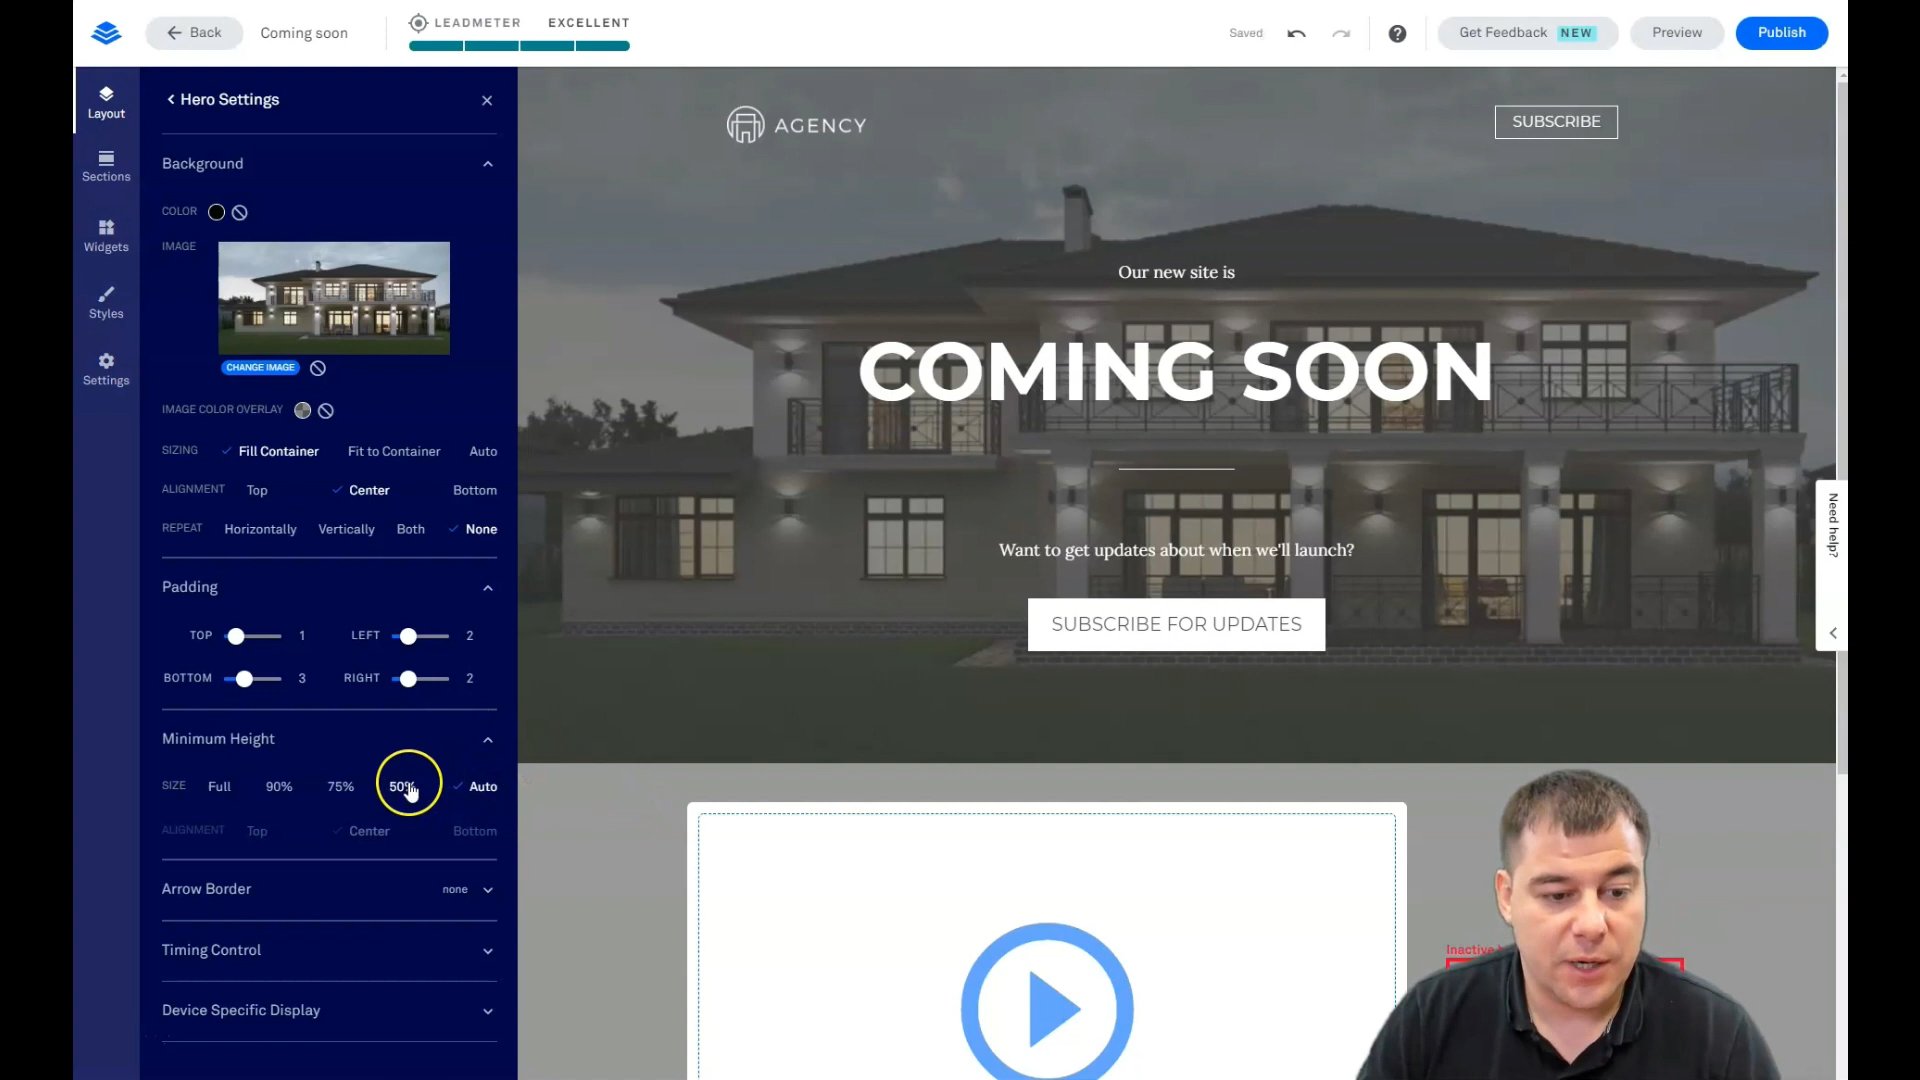 Back
Coming soon
LEADMETER EXCELLENT
Saved
Get Feedback NEW
Preview
Publish
Layout
Sections
Widgets
Styles
Settings
Hero Settings
Background
COLOR
IMAGE
CHANGE IMAGE
IMAGE COLOR OVERLAY
SIZING Fill Container Fit to Container Auto
ALIGNMENT Top Center Bottom
REPEAT Horizontally Vertically Both None
Padding
TOP 1 LEFT 2
BOTTOM 3 RIGHT 2
Minimum Height
SIZE Full 90% 75% 50% Auto
ALIGNMENT Top Center Bottom
Arrow Border none
Timing Control
Device Specific Display
AGENCY
SUBSCRIBE
Our new site is
COMING SOON
Want to get updates about when we'll launch?
SUBSCRIBE FOR UPDATES
Need help?
Inactive